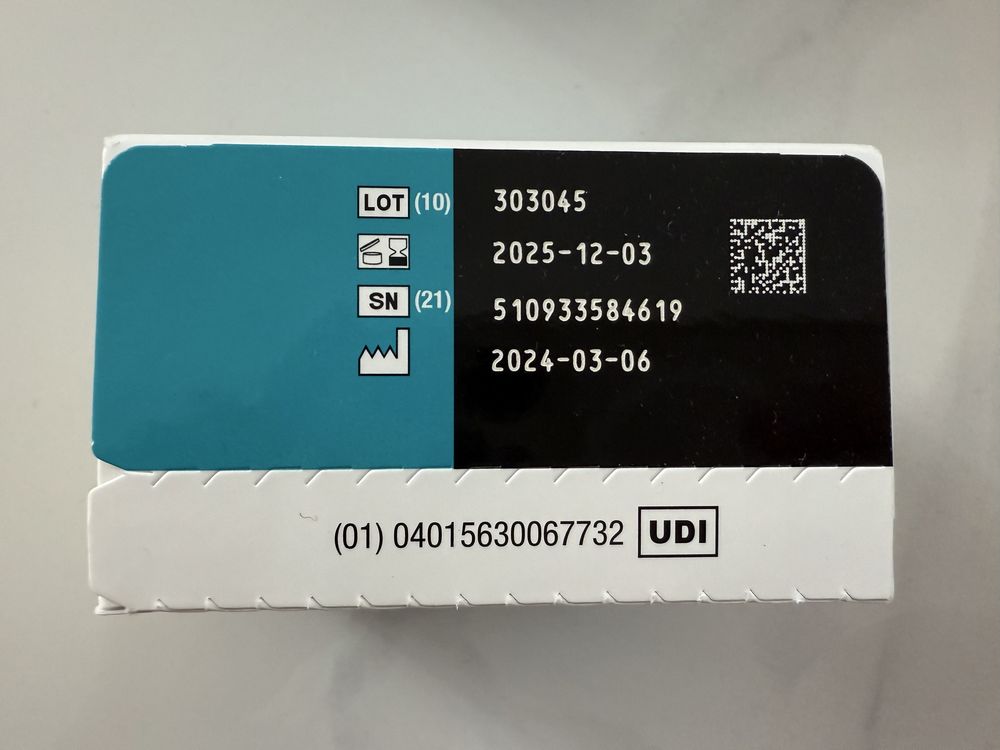 LOT (10) 303045
2025-12-03
SN (21) 510933584619
2024-03-06
(01) 04015630067732 UDI